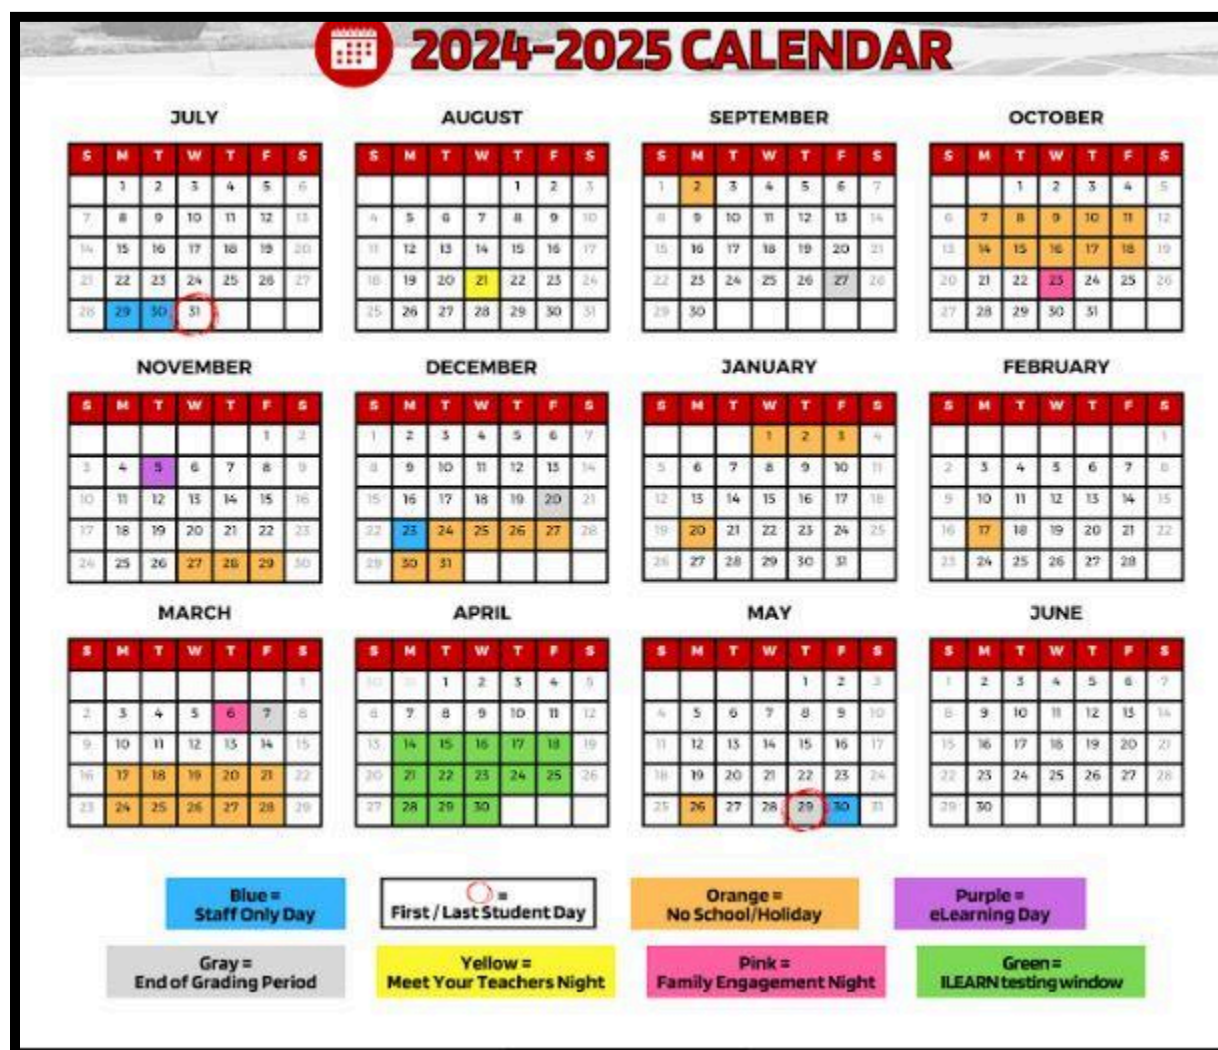 2024-2025 CALENDAR
JULY AUGUST SEPTEMBER OCTOBER
S M T W T F S S M T W T F S S M T W T F S S M T W T F S
1 2 3 4 5 6 1 2 3 1 2 3 4 5 6 7 1 2 3 4 5
7 8 9 10 11 12 13 4 5 6 7 8 9 10 8 9 10 11 12 13 14 6 7 8 9 10 11 12
14 15 16 17 18 19 20 11 12 13 14 15 16 17 15 16 17 18 19 20 21 13 14 15 16 17 18 19
21 22 23 24 25 26 27 18 19 20 21 22 23 24 22 23 24 25 26 27 28 20 21 22 23 24 25 26
28 29 30 31 25 26 27 28 29 30 31 29 30 27 28 29 30 31
NOVEMBER DECEMBER JANUARY FEBRUARY
S M T W T F S S M T W T F S S M T W T F S S M T W T F S
1 2 1 2 3 4 5 6 7 1 2 3 4 1
3 4 5 6 7 8 9 8 9 10 11 12 13 14 5 6 7 8 9 10 11 2 3 4 5 6 7 8
10 11 12 13 14 15 16 15 16 17 18 19 20 21 12 13 14 15 16 17 18 9 10 11 12 13 14 15
17 18 19 20 21 22 23 22 23 24 25 26 27 28 19 20 21 22 23 24 25 16 17 18 19 20 21 22
24 25 26 27 28 29 30 29 30 31 26 27 28 29 30 31 23 24 25 26 27 28
MARCH APRIL MAY JUNE
S M T W T F S S M T W T F S S M T W T F S S M T W T F S
1 30 31 1 2 3 4 5 1 2 3 1 2 3 4 5 6 7
2 3 4 5 6 7 8 6 7 8 9 10 11 12 4 5 6 7 8 9 10 8 9 10 11 12 13 14
9 10 11 12 13 14 15 13 14 15 16 17 18 19 11 12 13 14 15 16 17 15 16 17 18 19 20 21
16 17 18 19 20 21 22 20 21 22 23 24 25 26 18 19 20 21 22 23 24 22 23 24 25 26 27 28
23 24 25 26 27 28 29 27 28 29 30 25 26 27 28 29 30 31 29 30
Blue =
Staff Only Day
=
First / Last Student Day
Orange =
No School/Holiday
Purple =
eLearning Day
Gray =
End of Grading Period
Yellow =
Meet Your Teachers Night
Pink =
Family Engagement Night
Green =
ILEARN testing window